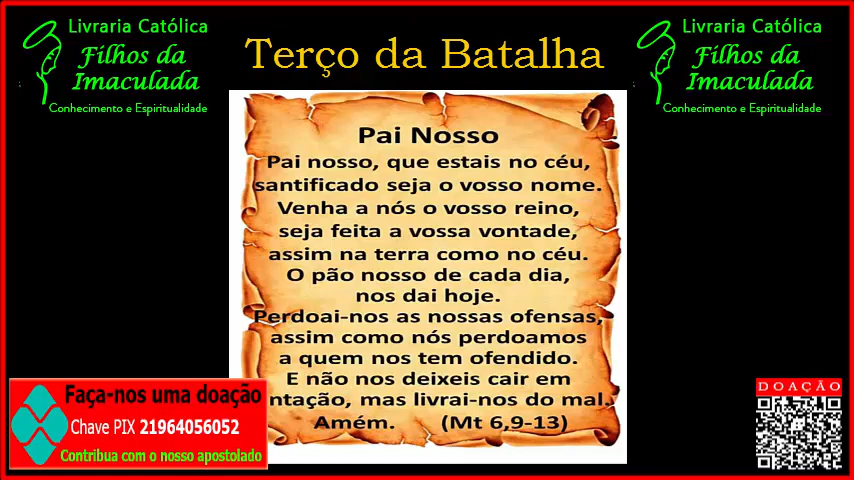 Livraria Católica
Filhos da
Imaculada
Conhecimento e Espiritualidade
Terço da Batalha
Livraria Católica
Filhos da
Imaculada
Conhecimento e Espiritualidade
Pai Nosso
Pai nosso, que estais no céu,
santificado seja o vosso nome.
Venha a nós o vosso reino,
seja feita a vossa vontade,
assim na terra como no céu.
O pão nosso de cada dia,
nos dai hoje.
Perdoai-nos as nossas ofensas,
assim como nós perdoamos
a quem nos tem ofendido.
E não nos deixeis cair em
ntação, mas livrai-nos do mal.
Amém. (Mt 6,9-13)
Faça-nos uma doação
Chave PIX 21964056052
Contribua com o nosso apostolado
DOAÇÃO